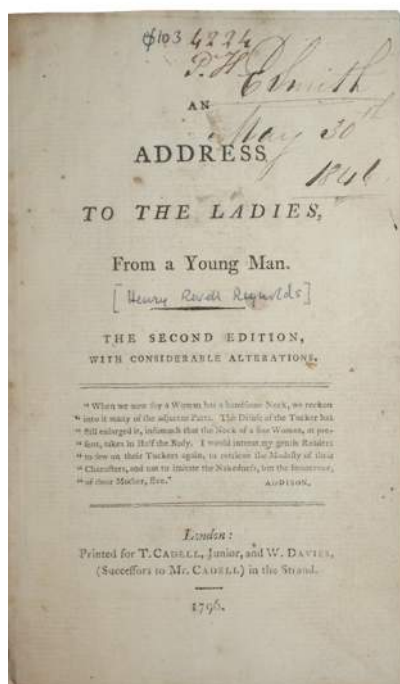 4224
P. H
E Smith
AN
May 30th
ADDRESS
1846
TO THE LADIES,
From a Young Man.
[Henry Revell Reynolds]
THE SECOND EDITION,
WITH CONSIDERABLE ALTERATIONS.
“ When we now say a Woman has a handsome Neck, we reckon
“ into it many of the adjacent Parts. The Disuse of the Tucker has
“ still enlarged it, insomuch that the Neck of a fine Woman, at pre-
“ sent, takes in Half the Body. I would intreat my gentle Readers
“ to sew on their Tuckers again, to retrieve the Modesty of their
“ Characters, and not to imitate the Nakedness, but the Innocence,
“ of their Mother, Eve.” ADDISON.
London:
Printed for T. CADELL, Junior, and W. DAVIES,
(Successors to Mr. CADELL) in the Strand.
1796.